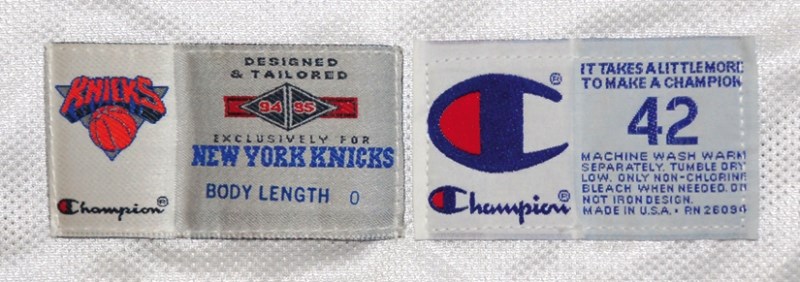 KNICKS
Champion®
DESIGNED
& TAILORED
94 95
EXCLUSIVELY FOR
NEW YORK KNICKS
BODY LENGTH 0
®
Champion®
IT TAKES A LITTLE MORE
TO MAKE A CHAMPION
42
MACHINE WASH WARM
SEPARATELY. TUMBLE DRY
LOW. ONLY NON-CHLORINE
BLEACH WHEN NEEDED. DO
NOT IRON DESIGN.
MADE IN U.S.A. • RN 26094